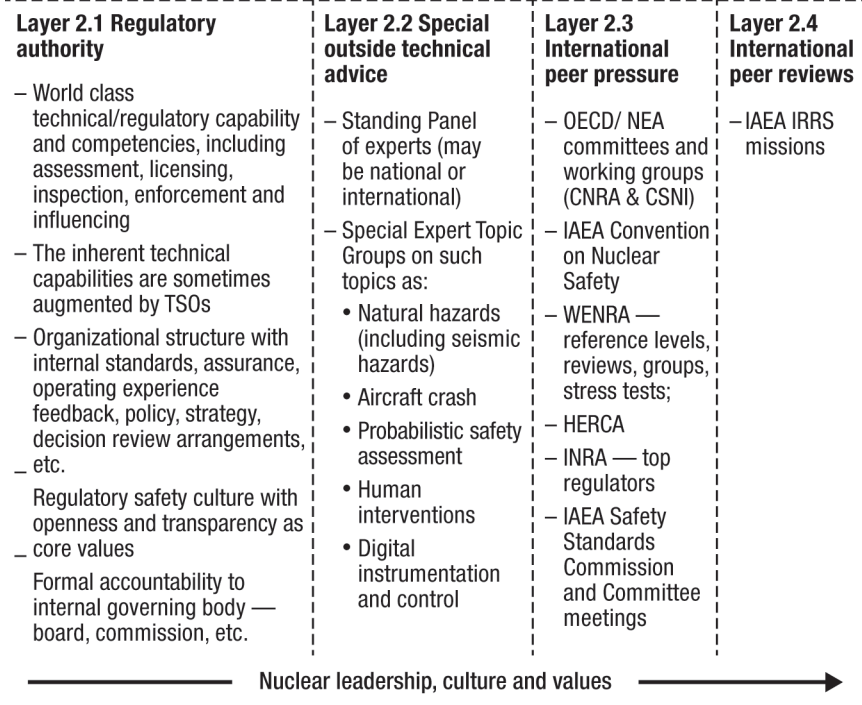 Layer 2.1 Regulatory
authority
– World class
technical/regulatory capability
and competencies, including
assessment, licensing,
inspection, enforcement and
influencing
– The inherent technical
capabilities are sometimes
augmented by TSOs
– Organizational structure with
internal standards, assurance,
operating experience
feedback, policy, strategy,
decision review arrangements,
– etc.
Regulatory safety culture with
openness and transparency as
– core values
Formal accountability to
internal governing body —
board, commission, etc.
Layer 2.2 Special
outside technical
advice
– Standing Panel
of experts (may
be national or
international)
– Special Expert Topic
Groups on such
topics as:
• Natural hazards
(including seismic
hazards)
• Aircraft crash
• Probabilistic safety
assessment
• Human
interventions
• Digital
instrumentation
and control
Layer 2.3
International
peer pressure
– OECD/ NEA
committees and
working groups
(CNRA & CSNI)
– IAEA Convention
on Nuclear
Safety
– WENRA —
reference levels,
reviews, groups,
stress tests;
– HERCA
– INRA — top
regulators
– IAEA Safety
Standards
Commission
and Committee
meetings
Layer 2.4
International
peer reviews
– IAEA IRRS
missions
Nuclear leadership, culture and values